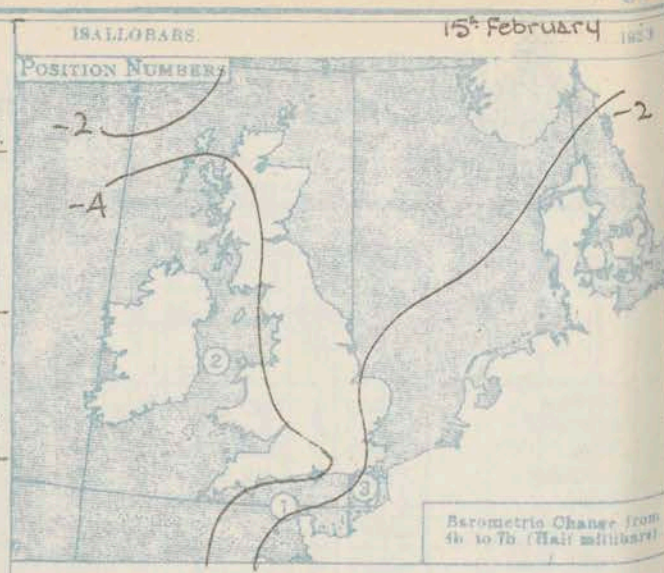 ISALLOBARS. 15th February
POSITION NUMBERS
-2
-2
-4
2
1
3
Barometric Change from
4h to 7h (Half millibars)